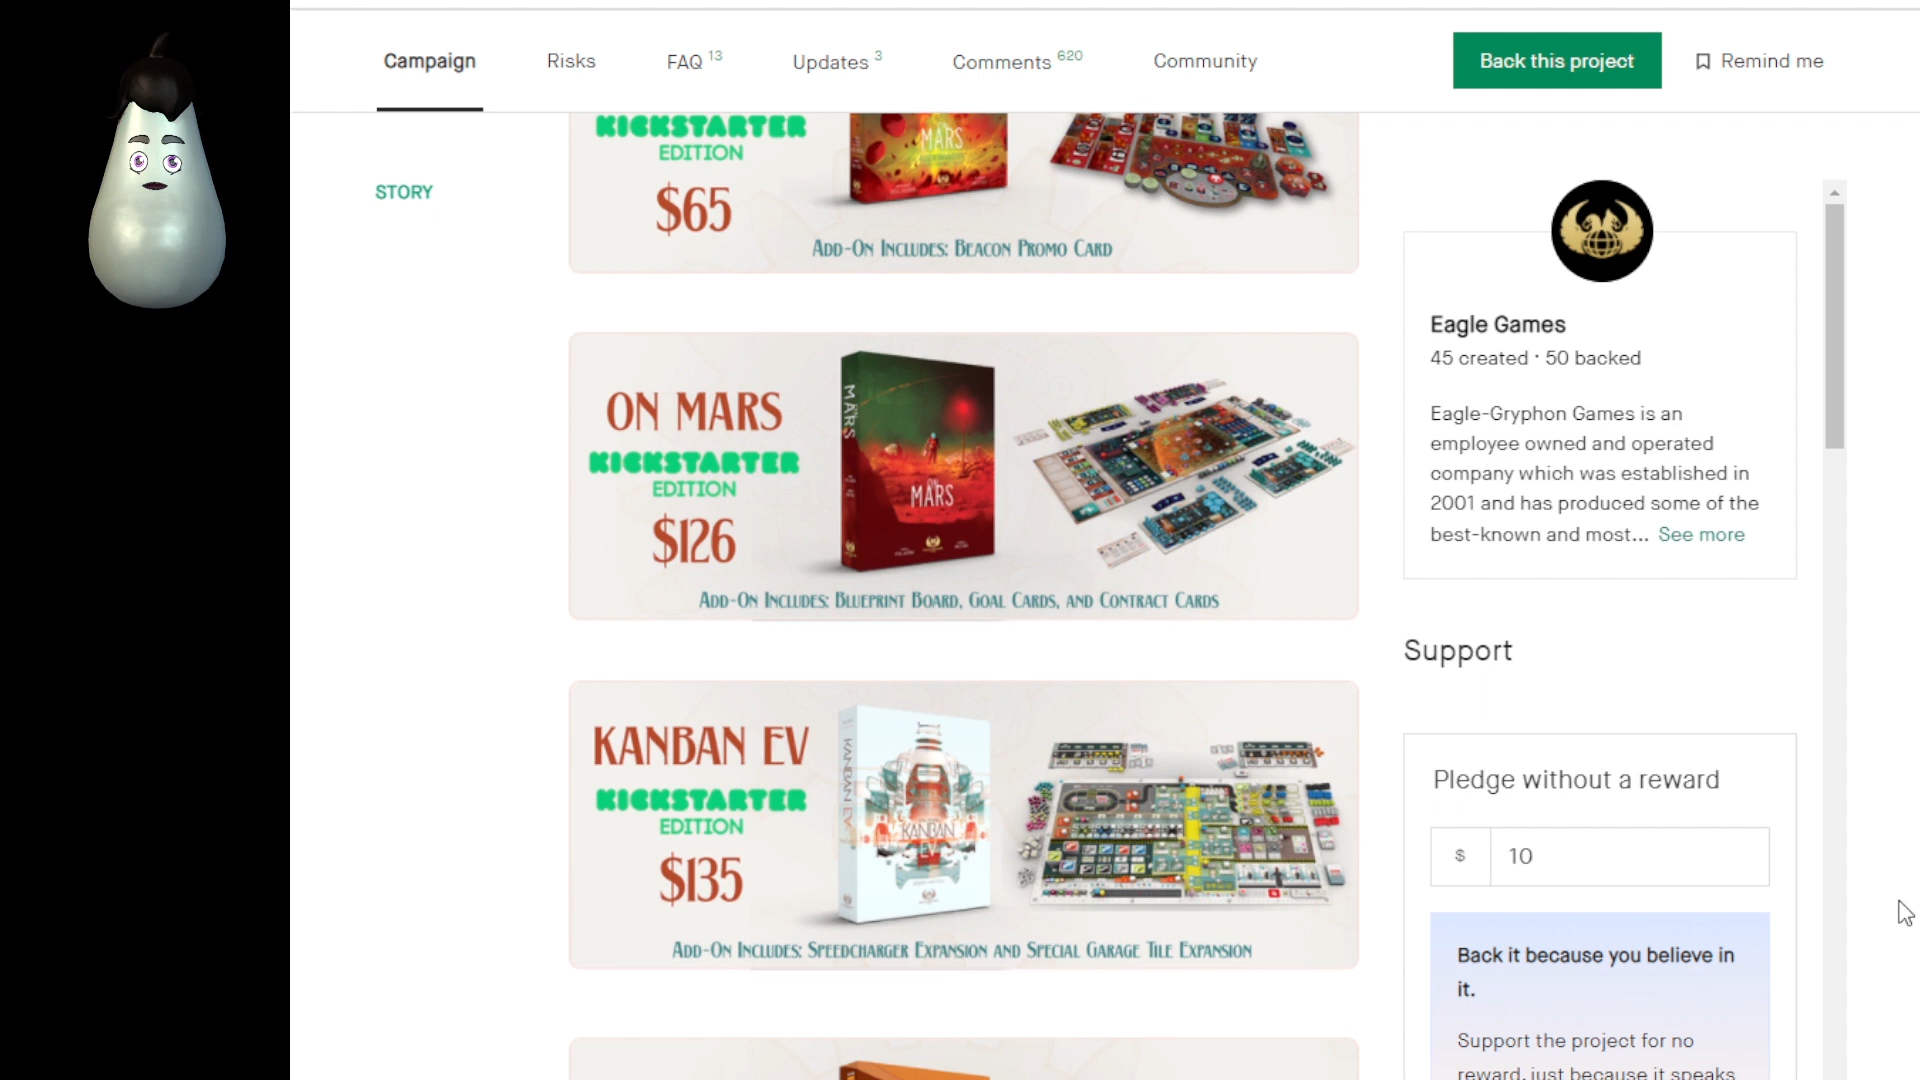 Campaign
Risks
FAQ 13
Updates 3
Comments 620
Community
Back this project
Remind me
STORY
KICKSTARTER
EDITION
$65
MARS
ADD-ON INCLUDES: BEACON PROMO CARD
ON MARS
KICKSTARTER
EDITION
$126
MARS
ON
MARS
ADD-ON INCLUDES: BLUEPRINT BOARD, GOAL CARDS, AND CONTRACT CARDS
KANBAN EV
KICKSTARTER
EDITION
$135
KANBAN EV
KANBAN
EV
ADD-ON INCLUDES: SPEEDCHARGER EXPANSION AND SPECIAL GARAGE TILE EXPANSION
Eagle Games
45 created · 50 backed
Eagle-Gryphon Games is an
employee owned and operated
company which was established in
2001 and has produced some of the
best-known and most... See more
Support
Pledge without a reward
$ 10
Back it because you believe in
it.
Support the project for no
reward, just because it speaks